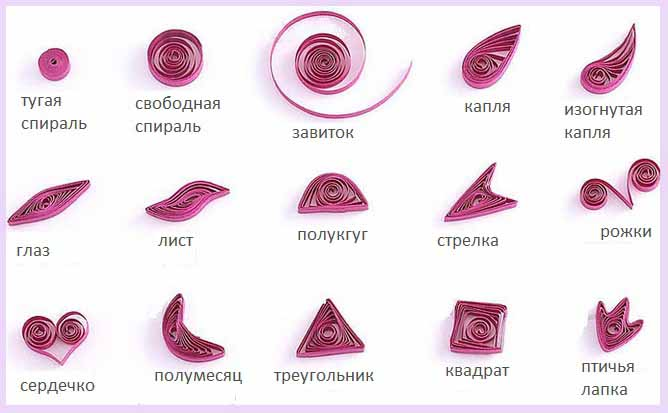 тугая
спираль
свободная
спираль
завиток
капля
изогнутая
капля
глаз
лист
полукгуг
стрелка
рожки
сердечко
полумесяц
треугольник
квадрат
птичья
лапка